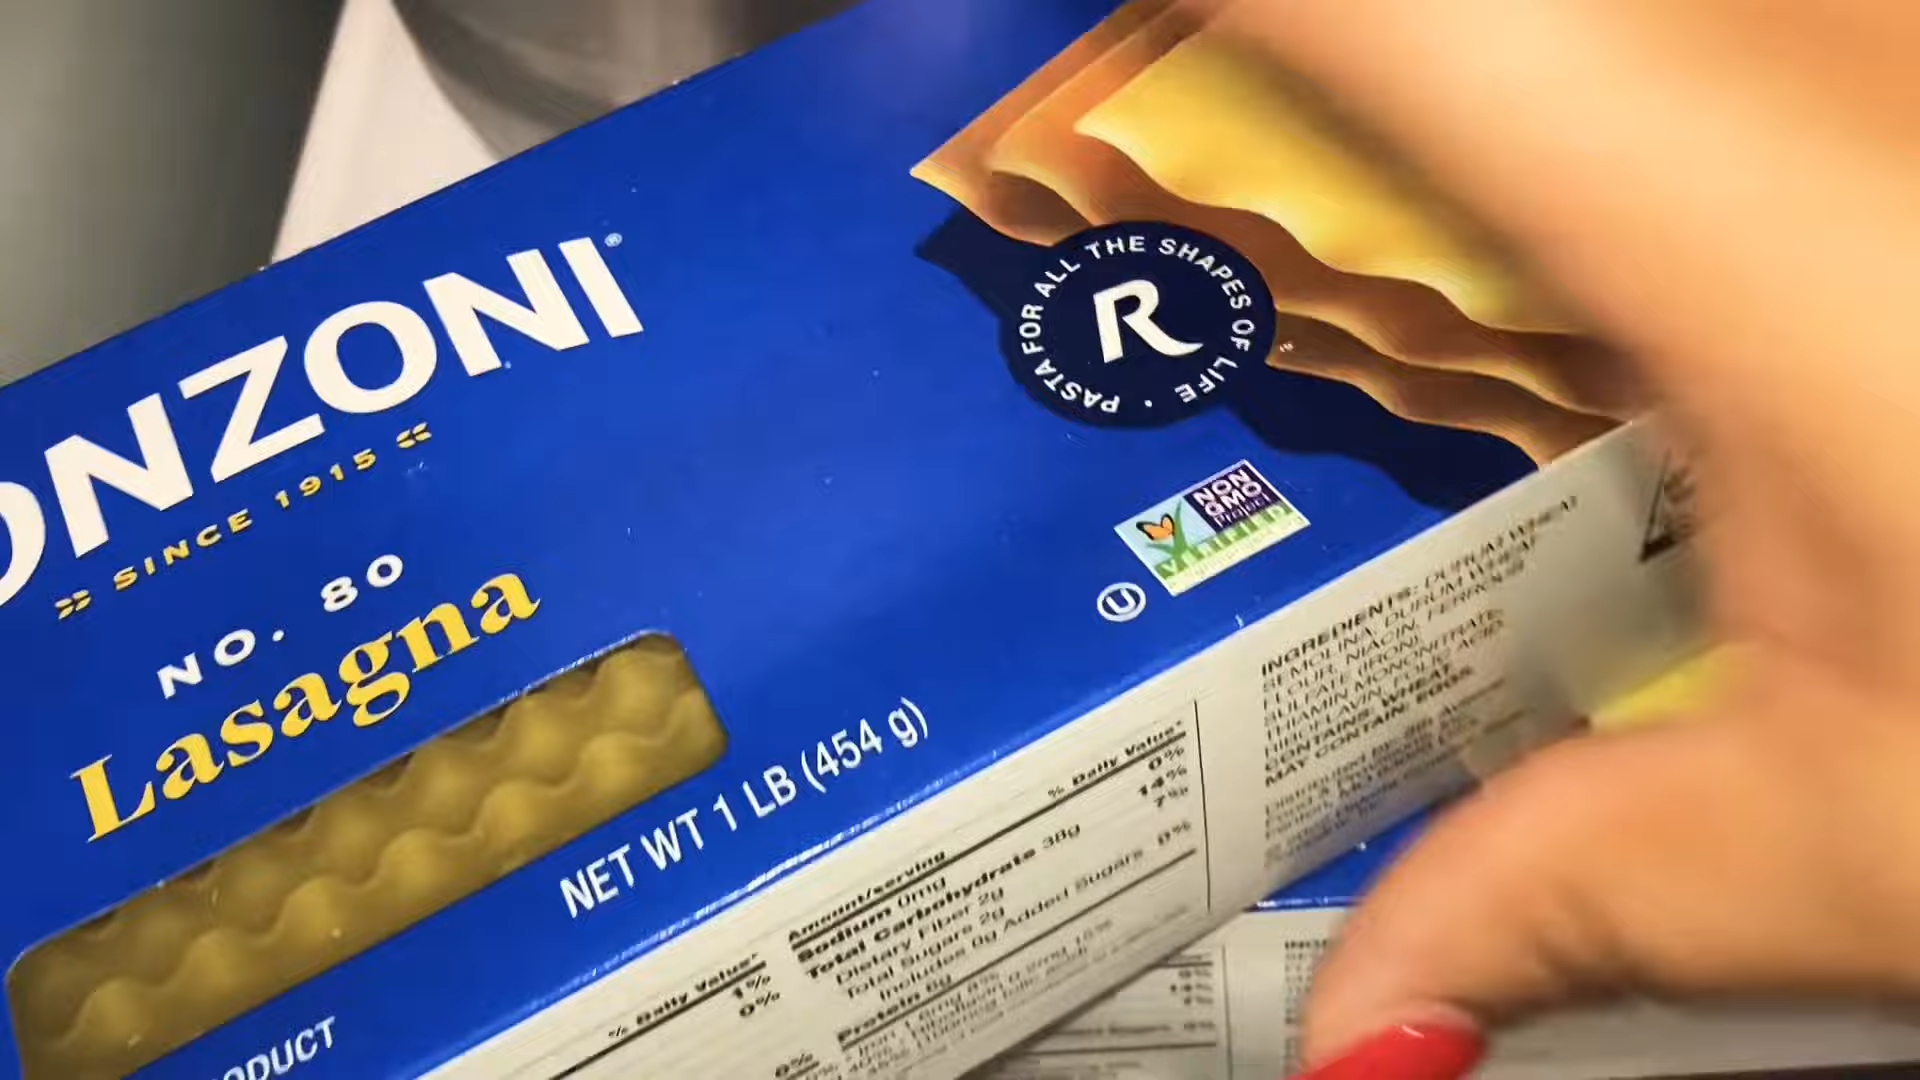 ONZONI®
SINCE 1915
NO. 80
Lasagna
NET WT 1 LB (454 g)
ODUCT
PASTA FOR ALL THE SHAPES OF LIFE •
R
NON
GMO
Project
VERIFIED
U
% Daily Value*
1%
0%
0%
Amount/serving
% Daily Value*
Sodium 0mg 0%
Total Carbohydrate 38g 14%
Dietary Fiber 2g 7%
Total Sugars 2g
Includes 0g Added Sugars 0%
Protein 6g
INGREDIENTS: DURUM WHEAT
SEMOLINA, DURUM WHEAT
FLOUR, NIACIN, FERROUS
SULFATE (IRON),
THIAMIN MONONITRATE,
RIBOFLAVIN, FOLIC ACID.
CONTAINS: WHEAT.
MAY CONTAIN: EGGS.